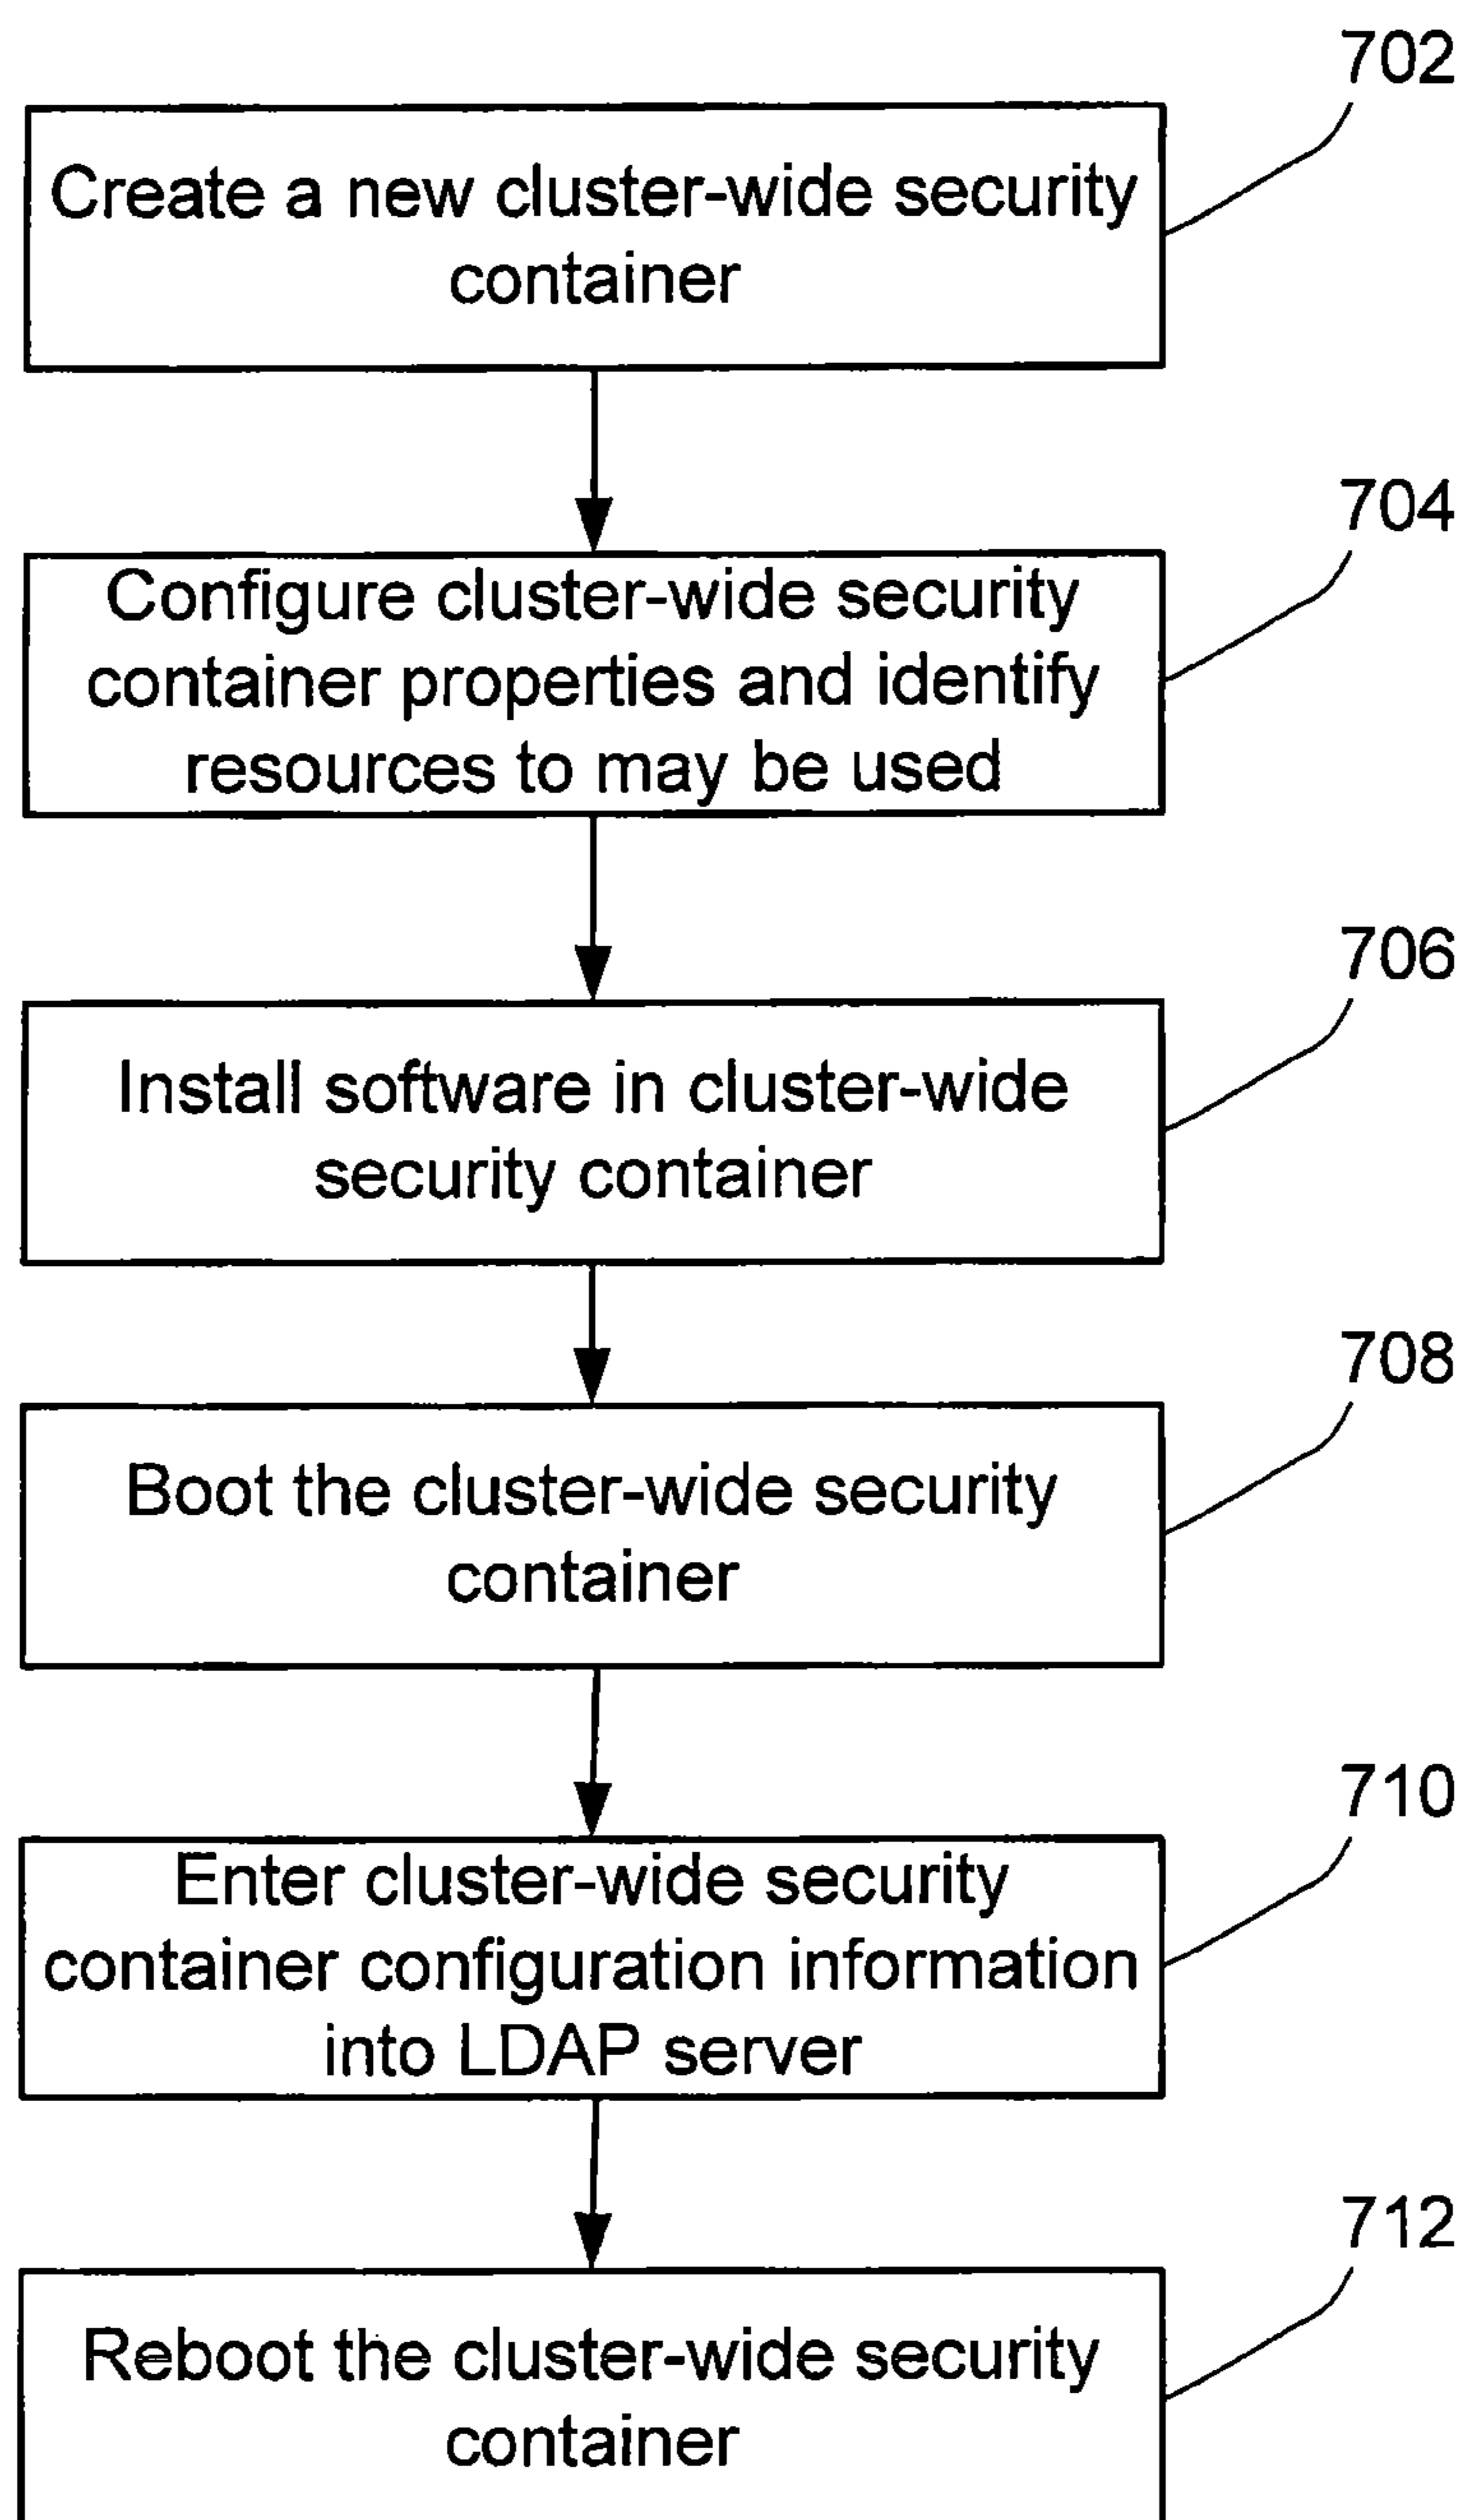 702
Create a new cluster-wide security
container
704
Configure cluster-wide security
container properties and identify
resources to may be used
706
Install software in cluster-wide
security container
708
Boot the cluster-wide security
container
710
Enter cluster-wide security
container configuration information
into LDAP server
712
Reboot the cluster-wide security
container